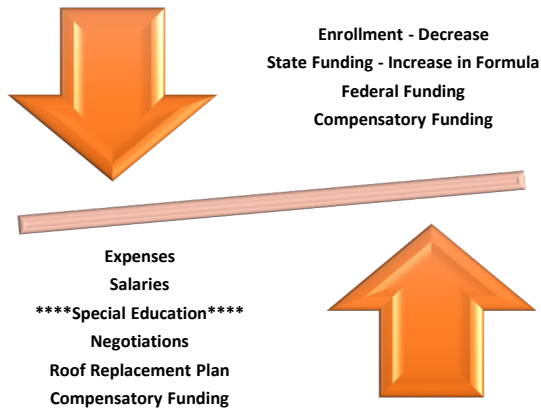 Enrollment - Decrease
State Funding - Increase in Formula
Federal Funding
Compensatory Funding
Expenses
Salaries
****Special Education****
Negotiations
Roof Replacement Plan
Compensatory Funding